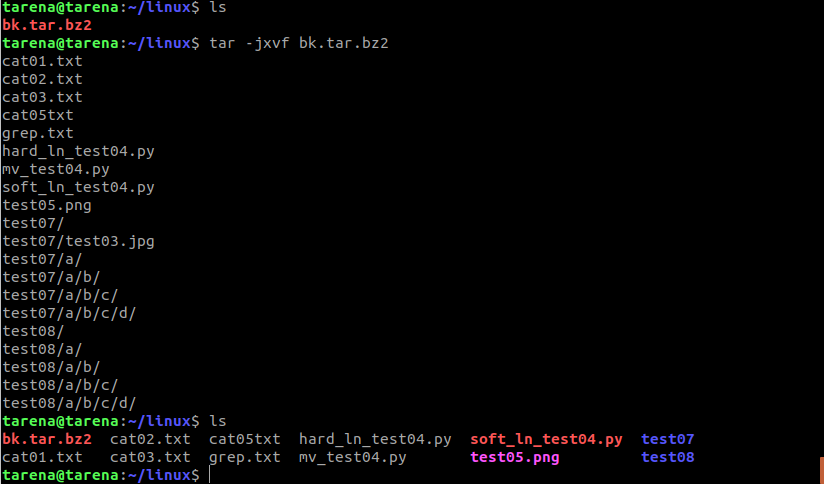 tarena@tarena:~/linux$ ls
bk.tar.bz2
tarena@tarena:~/linux$ tar -jxvf bk.tar.bz2
cat01.txt
cat02.txt
cat03.txt
cat05txt
grep.txt
hard_ln_test04.py
mv_test04.py
soft_ln_test04.py
test05.png
test07/
test07/test03.jpg
test07/a/
test07/a/b/
test07/a/b/c/
test07/a/b/c/d/
test08/
test08/a/
test08/a/b/
test08/a/b/c/
test08/a/b/c/d/
tarena@tarena:~/linux$ ls
bk.tar.bz2  cat02.txt  cat05txt  hard_ln_test04.py  soft_ln_test04.py  test07
cat01.txt   cat03.txt  grep.txt  mv_test04.py       test05.png         test08
tarena@tarena:~/linux$